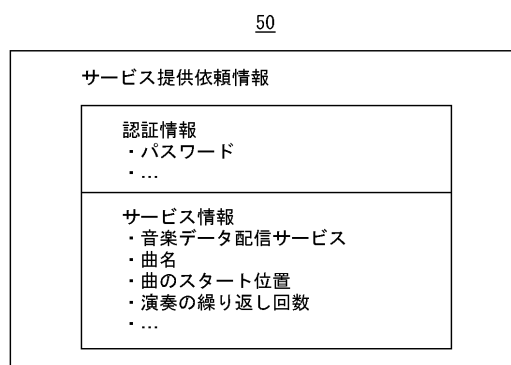 50
サービス提供依頼情報
認証情報
・パスワード
・…
サービス情報
・音楽データ配信サービス
・曲名
・曲のスタート位置
・演奏の繰り返し回数
・…